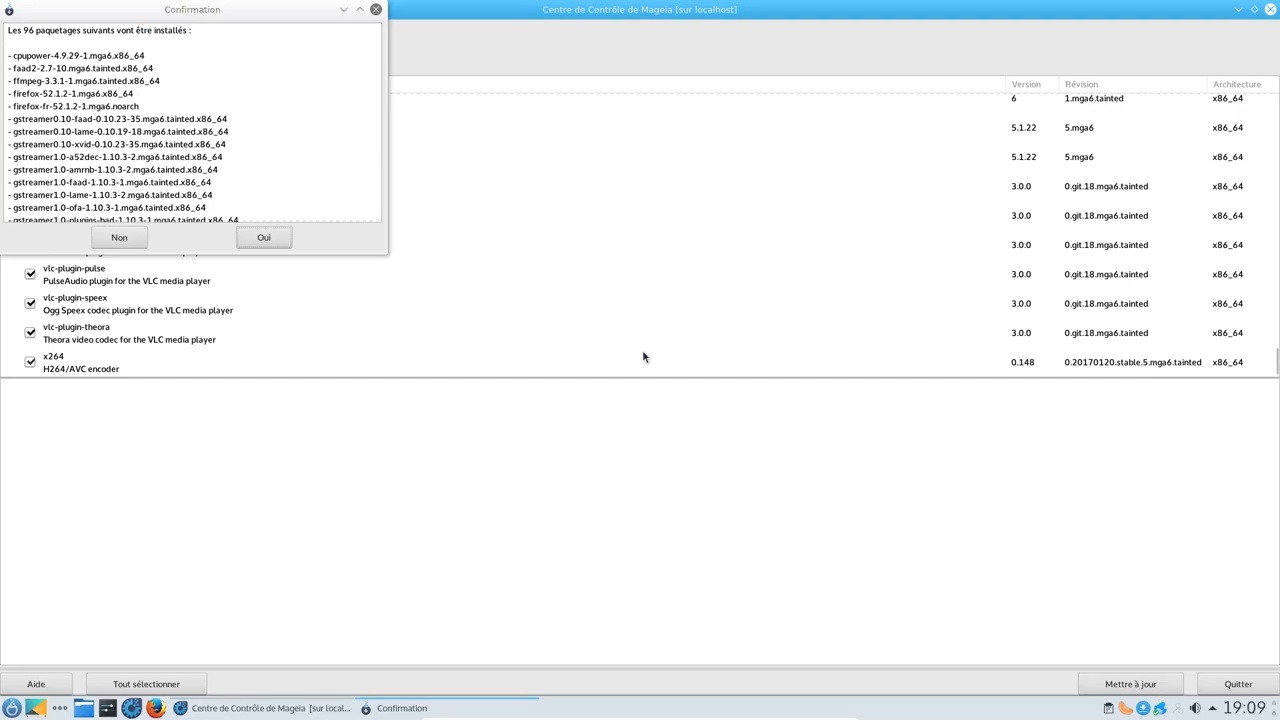 Confirmation
Centre de Contrôle de Mageia [sur localhost]
Les 96 paquetages suivants vont être installés :
- cpupower-4.9.29-1.mga6.x86_64
- faad2-2.7-10.mga6.tainted.x86_64
- ffmpeg-3.3.1-1.mga6.tainted.x86_64
- firefox-52.1.2-1.mga6.x86_64
- firefox-fr-52.1.2-1.mga6.noarch
- gstreamer0.10-faad-0.10.23-35.mga6.tainted.x86_64
- gstreamer0.10-lame-0.10.19-18.mga6.tainted.x86_64
- gstreamer0.10-xvid-0.10.23-35.mga6.tainted.x86_64
- gstreamer1.0-a52dec-1.10.3-2.mga6.tainted.x86_64
- gstreamer1.0-amrnb-1.10.3-2.mga6.tainted.x86_64
- gstreamer1.0-faad-1.10.3-1.mga6.tainted.x86_64
- gstreamer1.0-lame-1.10.3-2.mga6.tainted.x86_64
- gstreamer1.0-ofa-1.10.3-1.mga6.tainted.x86_64
- gstreamer1.0-plugins-bad-1.10.3-1.mga6.tainted.x86_64
Non Oui
Version Révision Architecture
6 1.mga6.tainted x86_64
5.1.22 5.mga6 x86_64
5.1.22 5.mga6 x86_64
3.0.0 0.git.18.mga6.tainted x86_64
3.0.0 0.git.18.mga6.tainted x86_64
3.0.0 0.git.18.mga6.tainted x86_64
vlc-plugin-pulse 3.0.0 0.git.18.mga6.tainted x86_64
PulseAudio plugin for the VLC media player
vlc-plugin-speex 3.0.0 0.git.18.mga6.tainted x86_64
Ogg Speex codec plugin for the VLC media player
vlc-plugin-theora 3.0.0 0.git.18.mga6.tainted x86_64
Theora video codec for the VLC media player
x264 0.148 0.20170120.stable.5.mga6.tainted x86_64
H264/AVC encoder
Aide Tout sélectionner Mettre à jour Quitter
Centre de Contrôle de Mageia [sur local... Confirmation 19:09